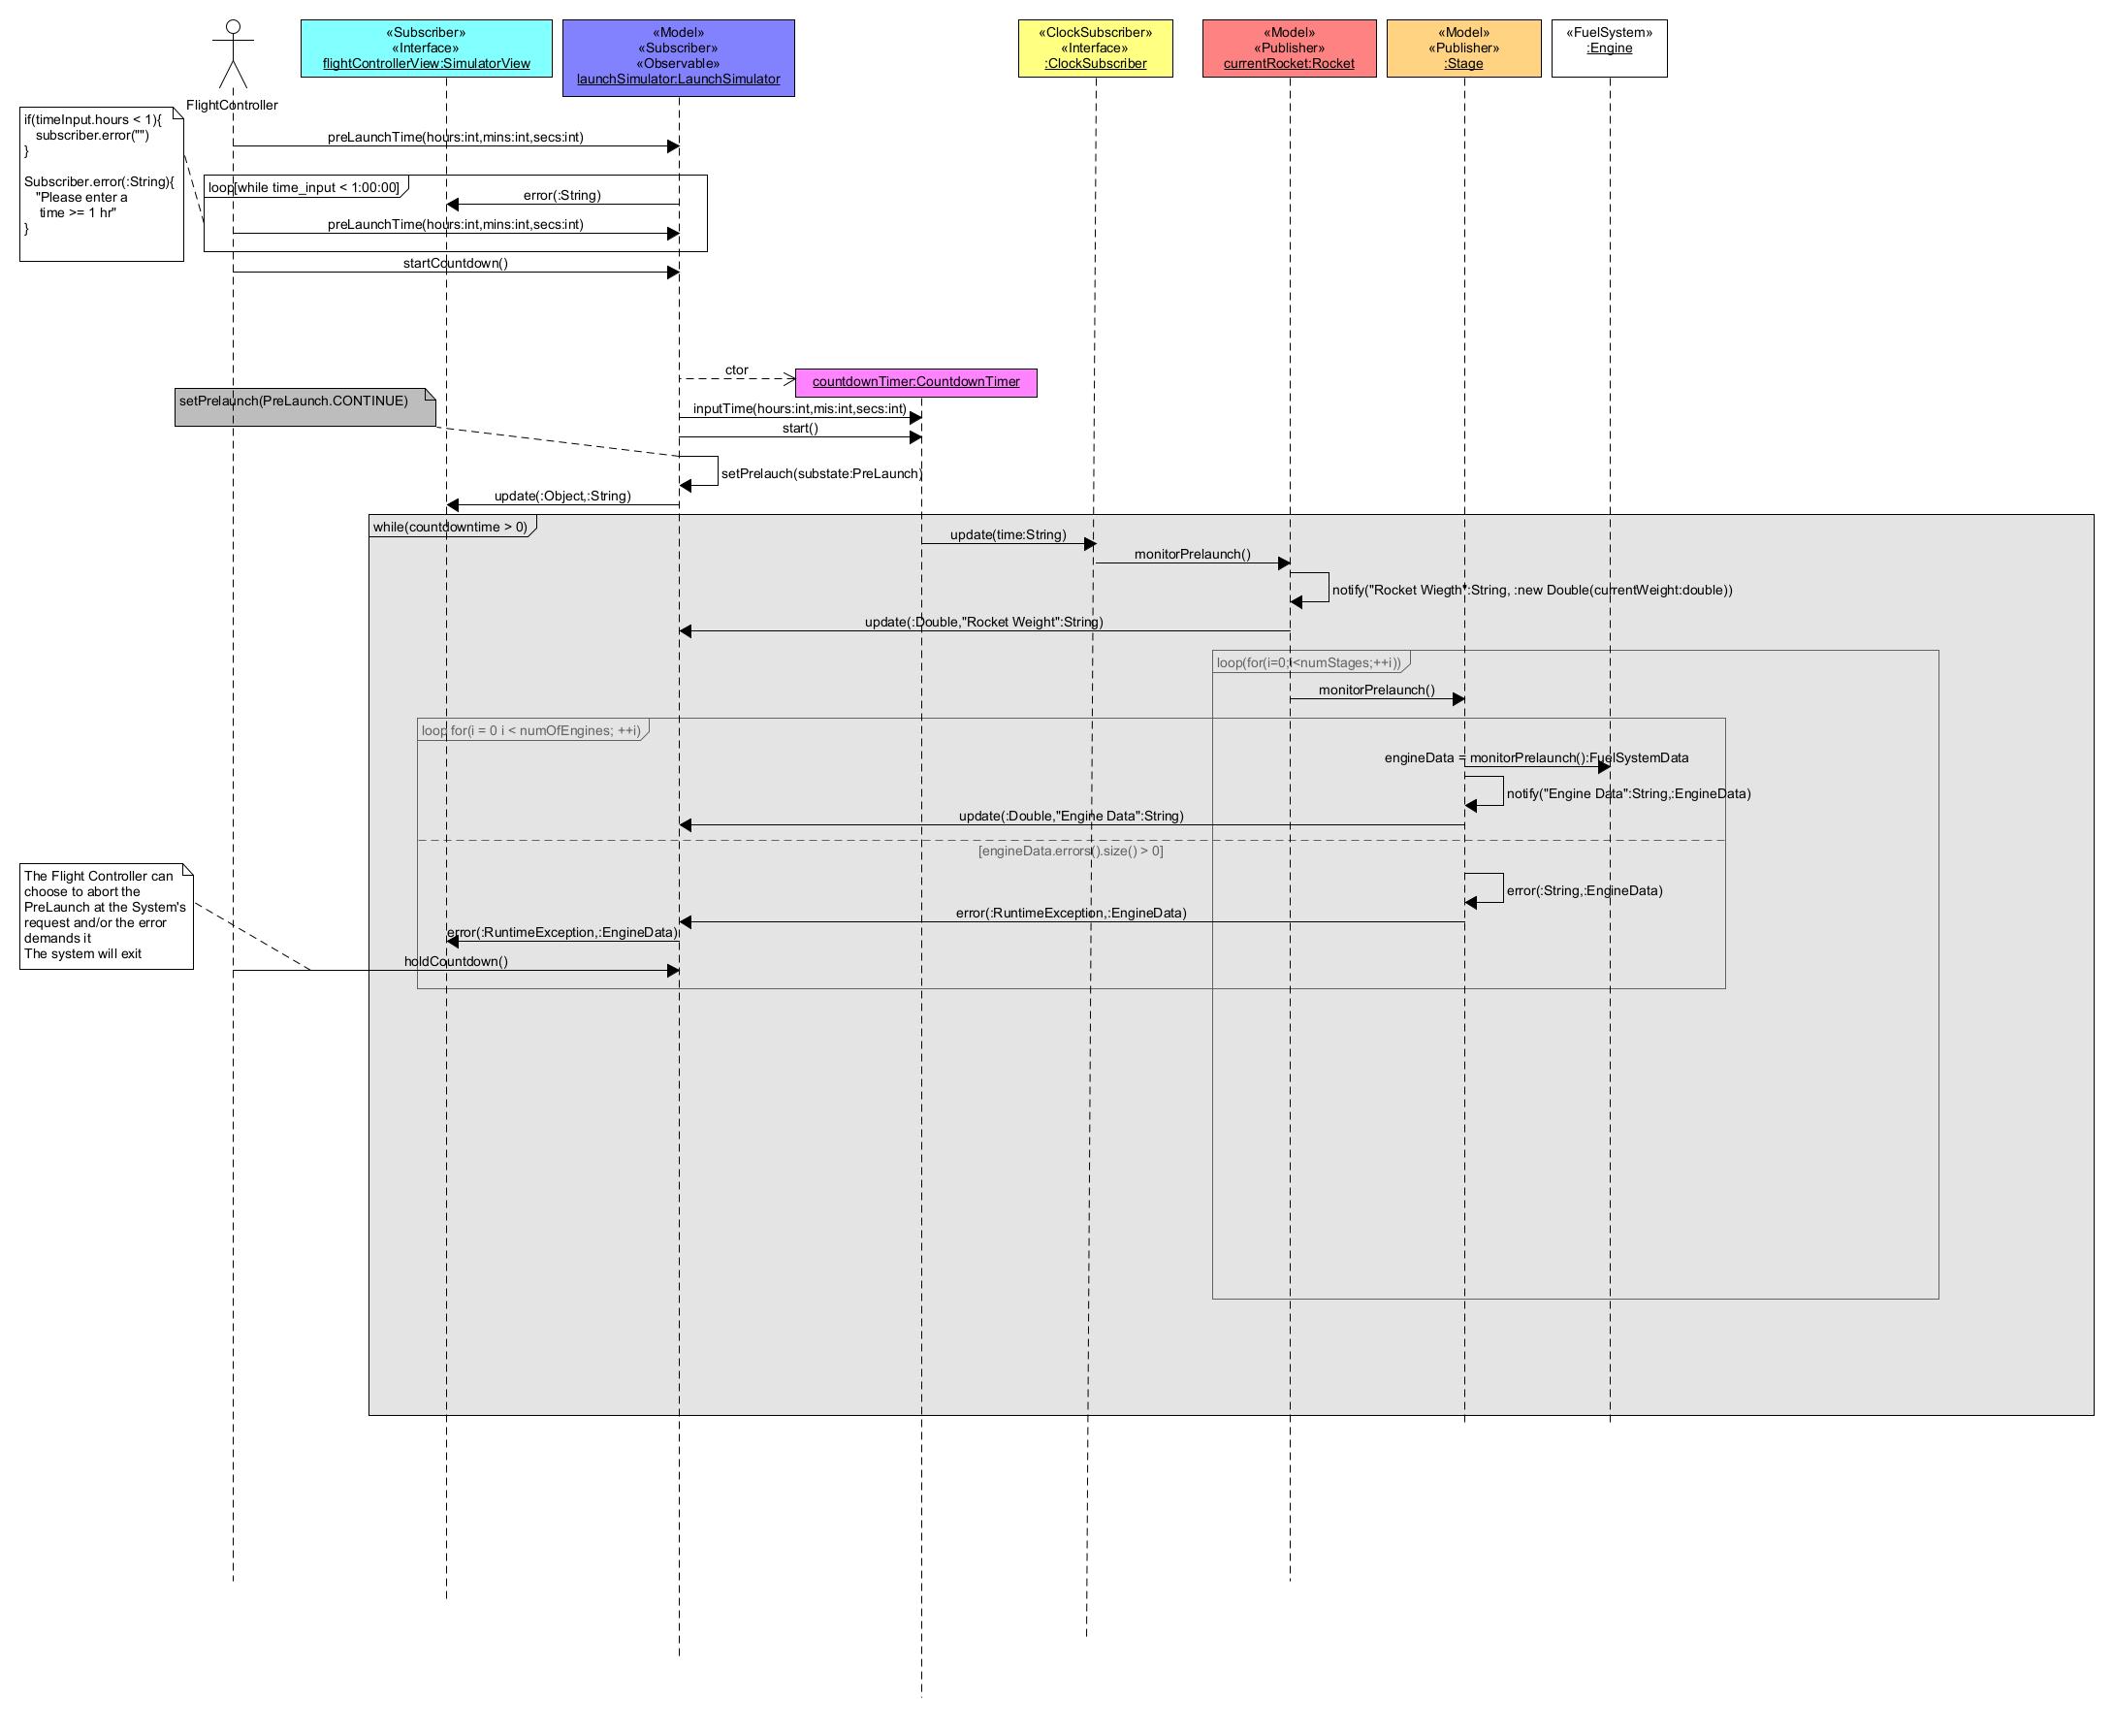 «Subscriber»
«Interface»
flightControllerView:SimulatorView
«Model»
«Subscriber»
«Observable»
launchSimulator:LaunchSimulator
«ClockSubscriber»
«Interface»
:ClockSubscriber
«Model»
«Publisher»
currentRocket:Rocket
«Model»
«Publisher»
:Stage
«FuelSystem»
:Engine
FlightController
if(timeInput.hours < 1){
subscriber.error("")
}
Subscriber.error(:String){
"Please enter a
time >= 1 hr"
}
preLaunchTime(hours:int,mins:int,secs:int)
loop[while time_input < 1:00:00]
error(:String)
preLaunchTime(hours:int,mins:int,secs:int)
startCountdown()
ctor
countdownTimer:CountdownTimer
setPrelaunch(PreLaunch.CONTINUE)
inputTime(hours:int,mis:int,secs:int)
start()
setPrelauch(substate:PreLaunch)
update(:Object,:String)
while(countdowntime > 0)
update(time:String)
monitorPrelaunch()
notify("Rocket Wiegth":String, :new Double(currentWeight:double))
update(:Double,"Rocket Weight":String)
loop(for(i=0;i<numStages;++i))
monitorPrelaunch()
loop for(i = 0 i < numOfEngines; ++i)
engineData = monitorPrelaunch():FuelSystemData
notify("Engine Data":String,:EngineData)
update(:Double,"Engine Data":String)
[engineData.errors().size() > 0]
The Flight Controller can
choose to abort the
PreLaunch at the System's
request and/or the error
demands it
The system will exit
error(:String,:EngineData)
error(:RuntimeException,:EngineData)
error(:RuntimeException,:EngineData)
holdCountdown()